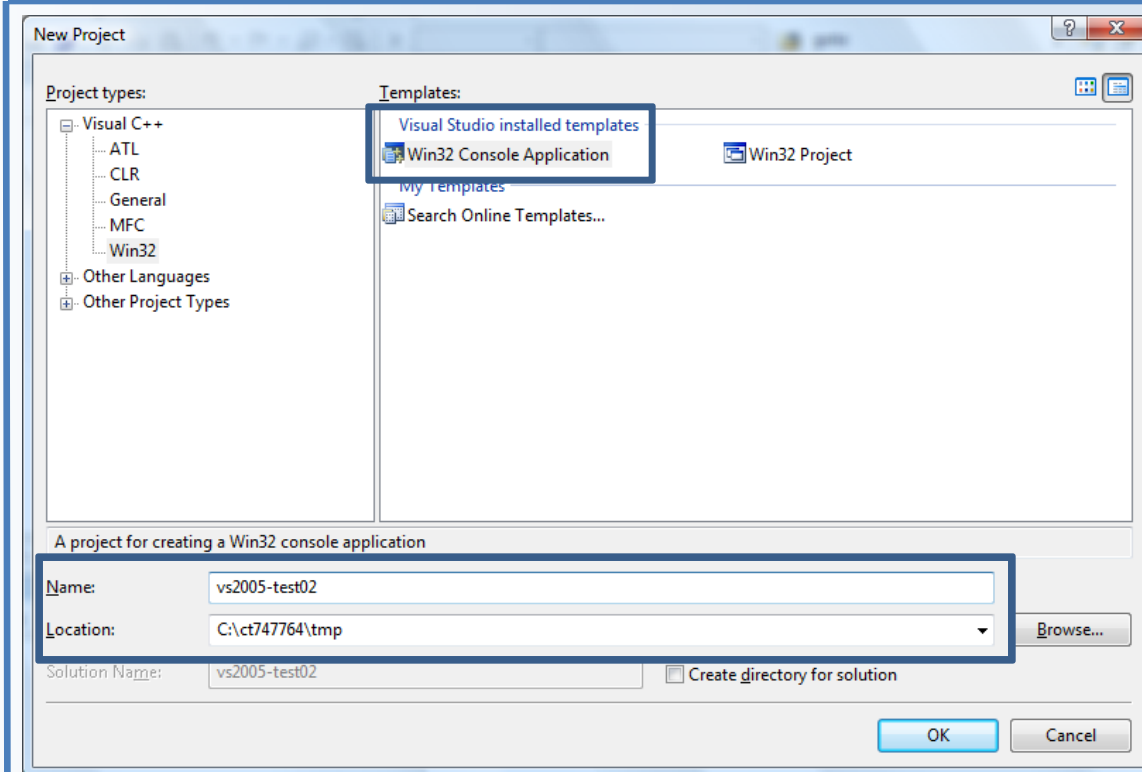 New Project
Project types:
Templates:
Visual C++
ATL
CLR
General
MFC
Win32
Other Languages
Other Project Types
Visual Studio installed templates
Win32 Console Application
Win32 Project
My Templates
Search Online Templates...
A project for creating a Win32 console application
Name: vs2005-test02
Location: C:\ct747764\tmp Browse...
Solution Name: vs2005-test02 Create directory for solution
OK Cancel